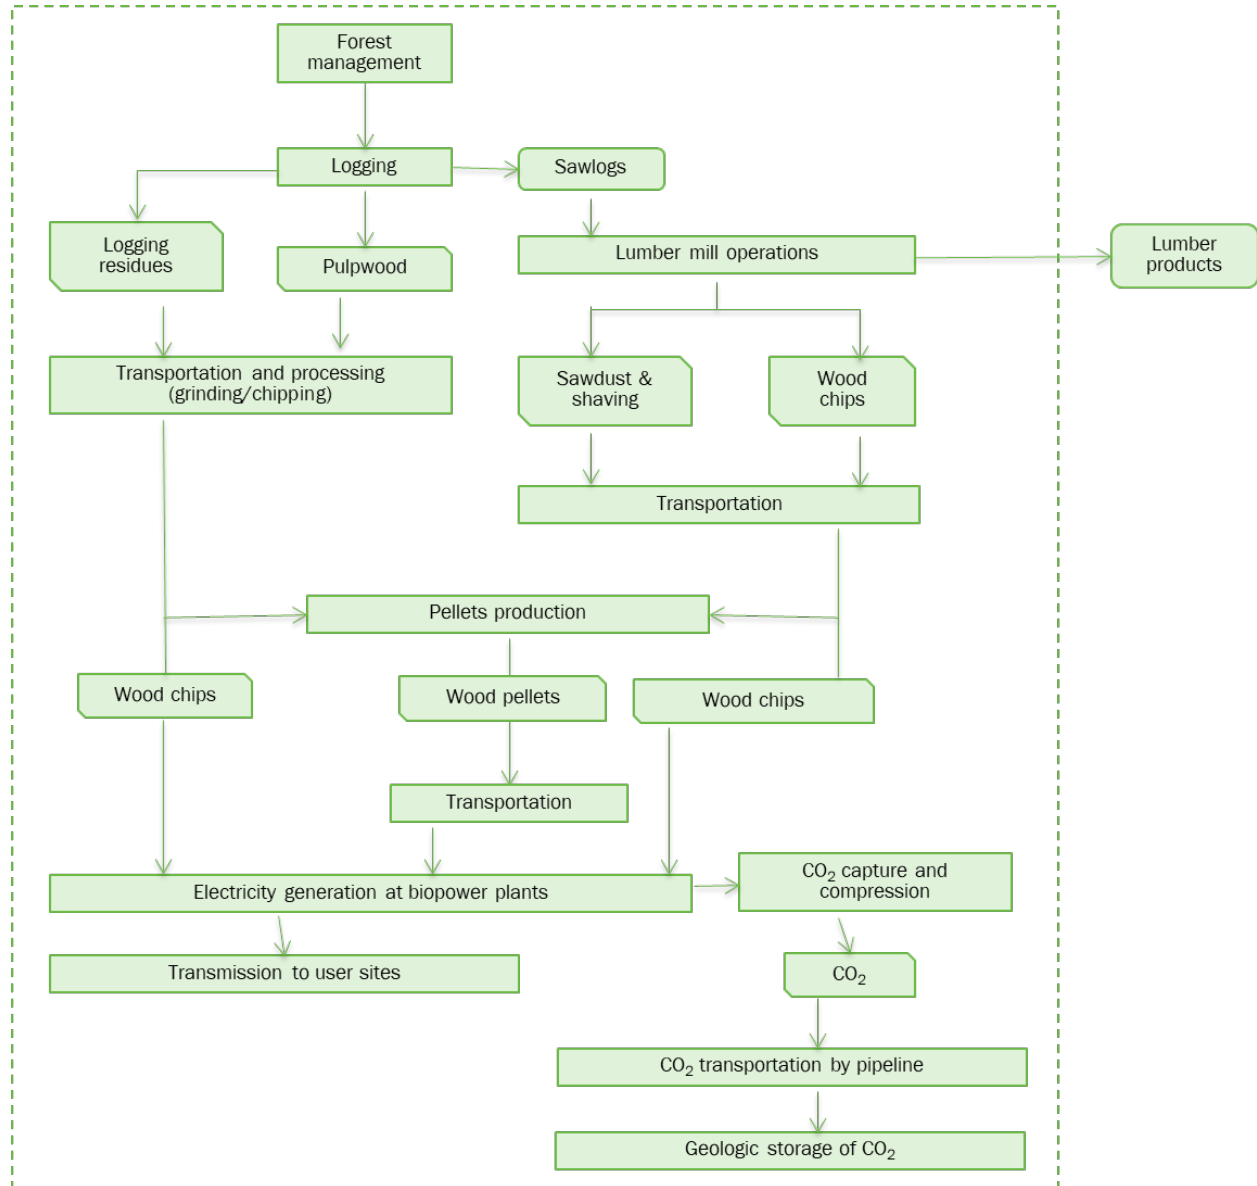 Forest
management
Logging
Sawlogs
Logging
residues
Pulpwood
Lumber mill operations
Lumber
products
Transportation and processing
(grinding/chipping)
Sawdust &
shaving
Wood
chips
Transportation
Pellets production
Wood chips
Wood pellets
Wood chips
Transportation
Electricity generation at biopower plants
CO₂ capture and
compression
Transmission to user sites
CO₂
CO₂ transportation by pipeline
Geologic storage of CO₂